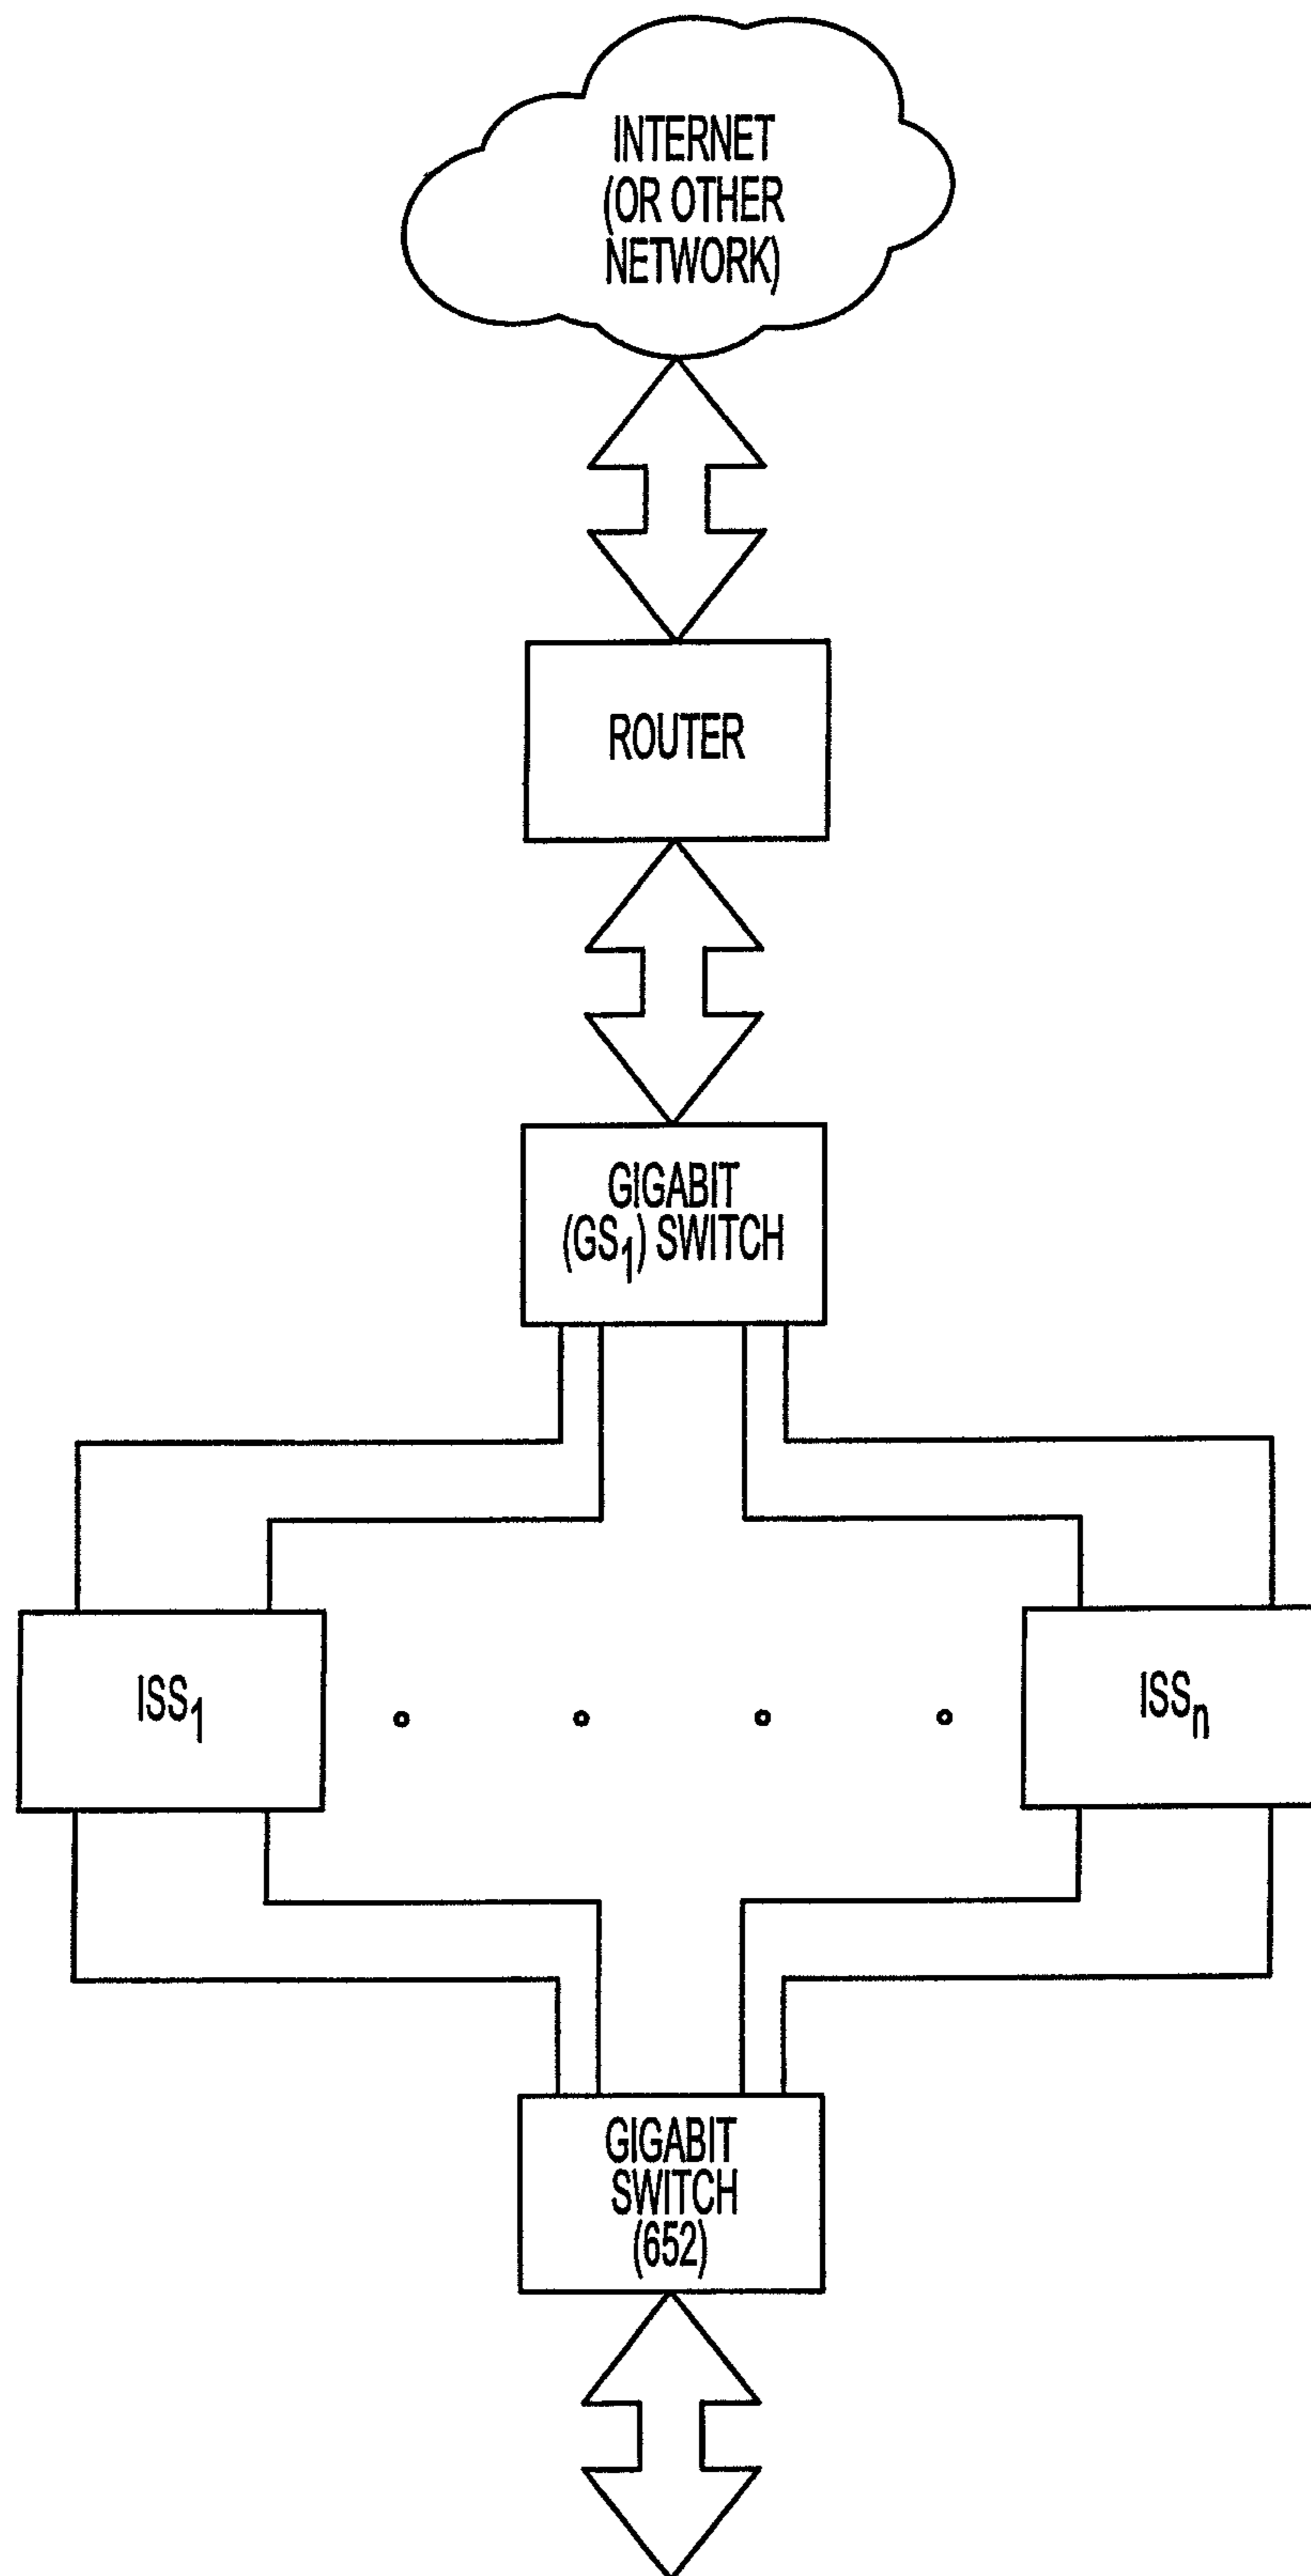 INTERNET
(OR OTHER
NETWORK)
ROUTER
GIGABIT
(GS₁) SWITCH
ISS₁
ISSₙ
GIGABIT
SWITCH
(652)